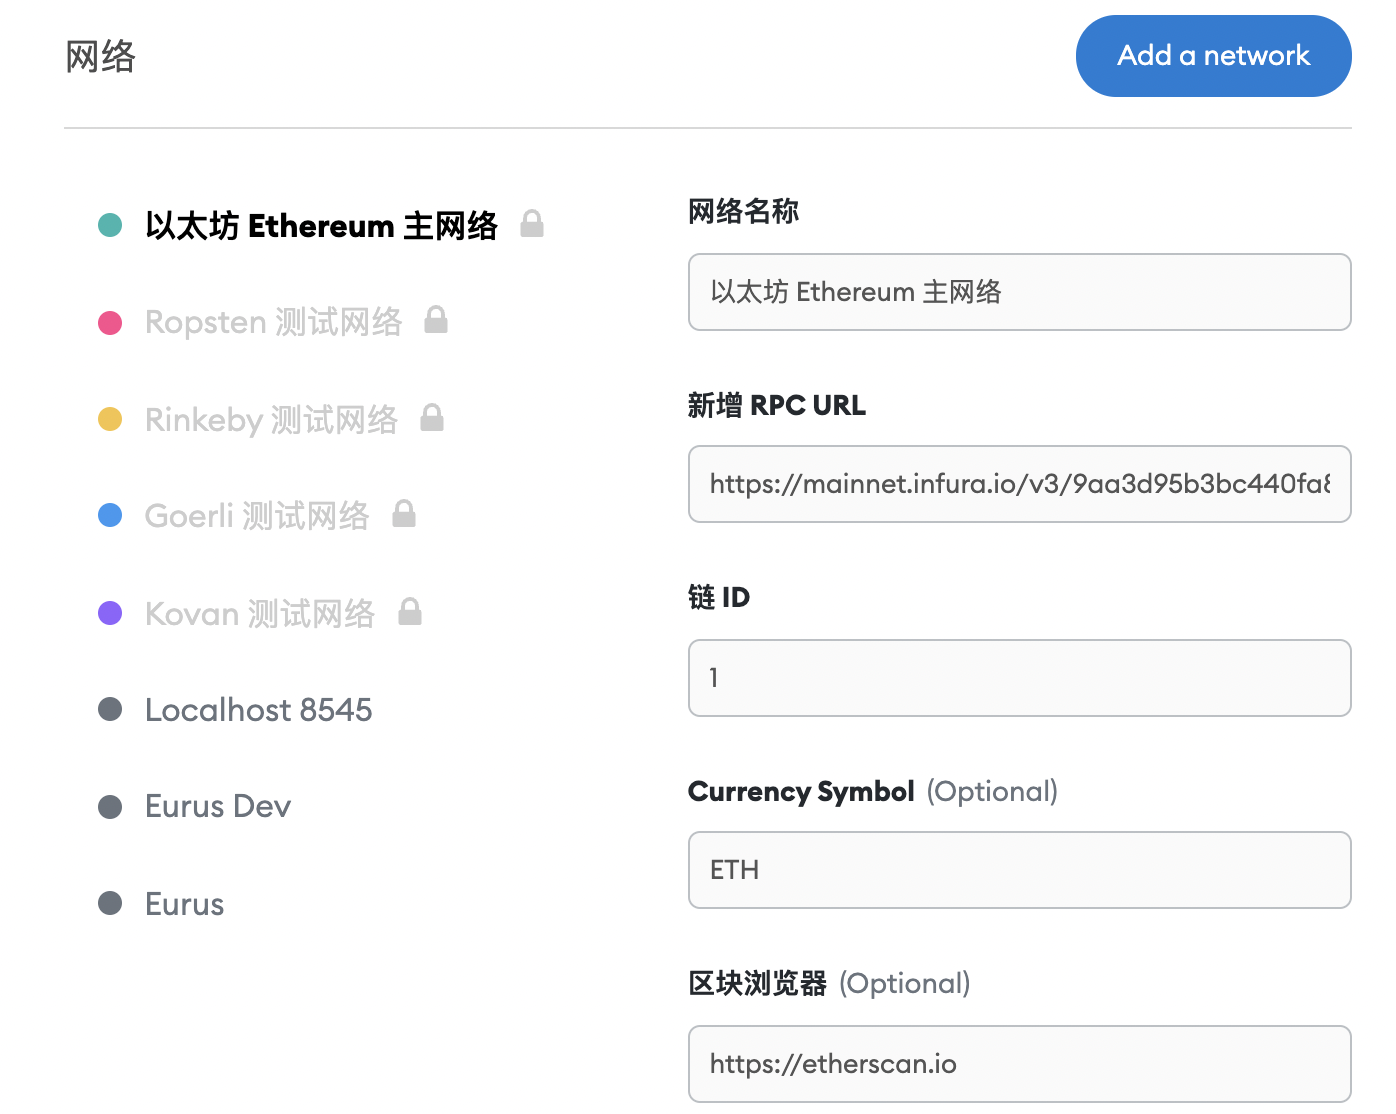 网络
Add a network
以太坊 Ethereum 主网络
Ropsten 测试网络
Rinkeby 测试网络
Goerli 测试网络
Kovan 测试网络
Localhost 8545
Eurus Dev
Eurus
网络名称
以太坊 Ethereum 主网络
新增 RPC URL
https://mainnet.infura.io/v3/9aa3d95b3bc440fa8
链 ID
1
Currency Symbol (Optional)
ETH
区块浏览器 (Optional)
https://etherscan.io